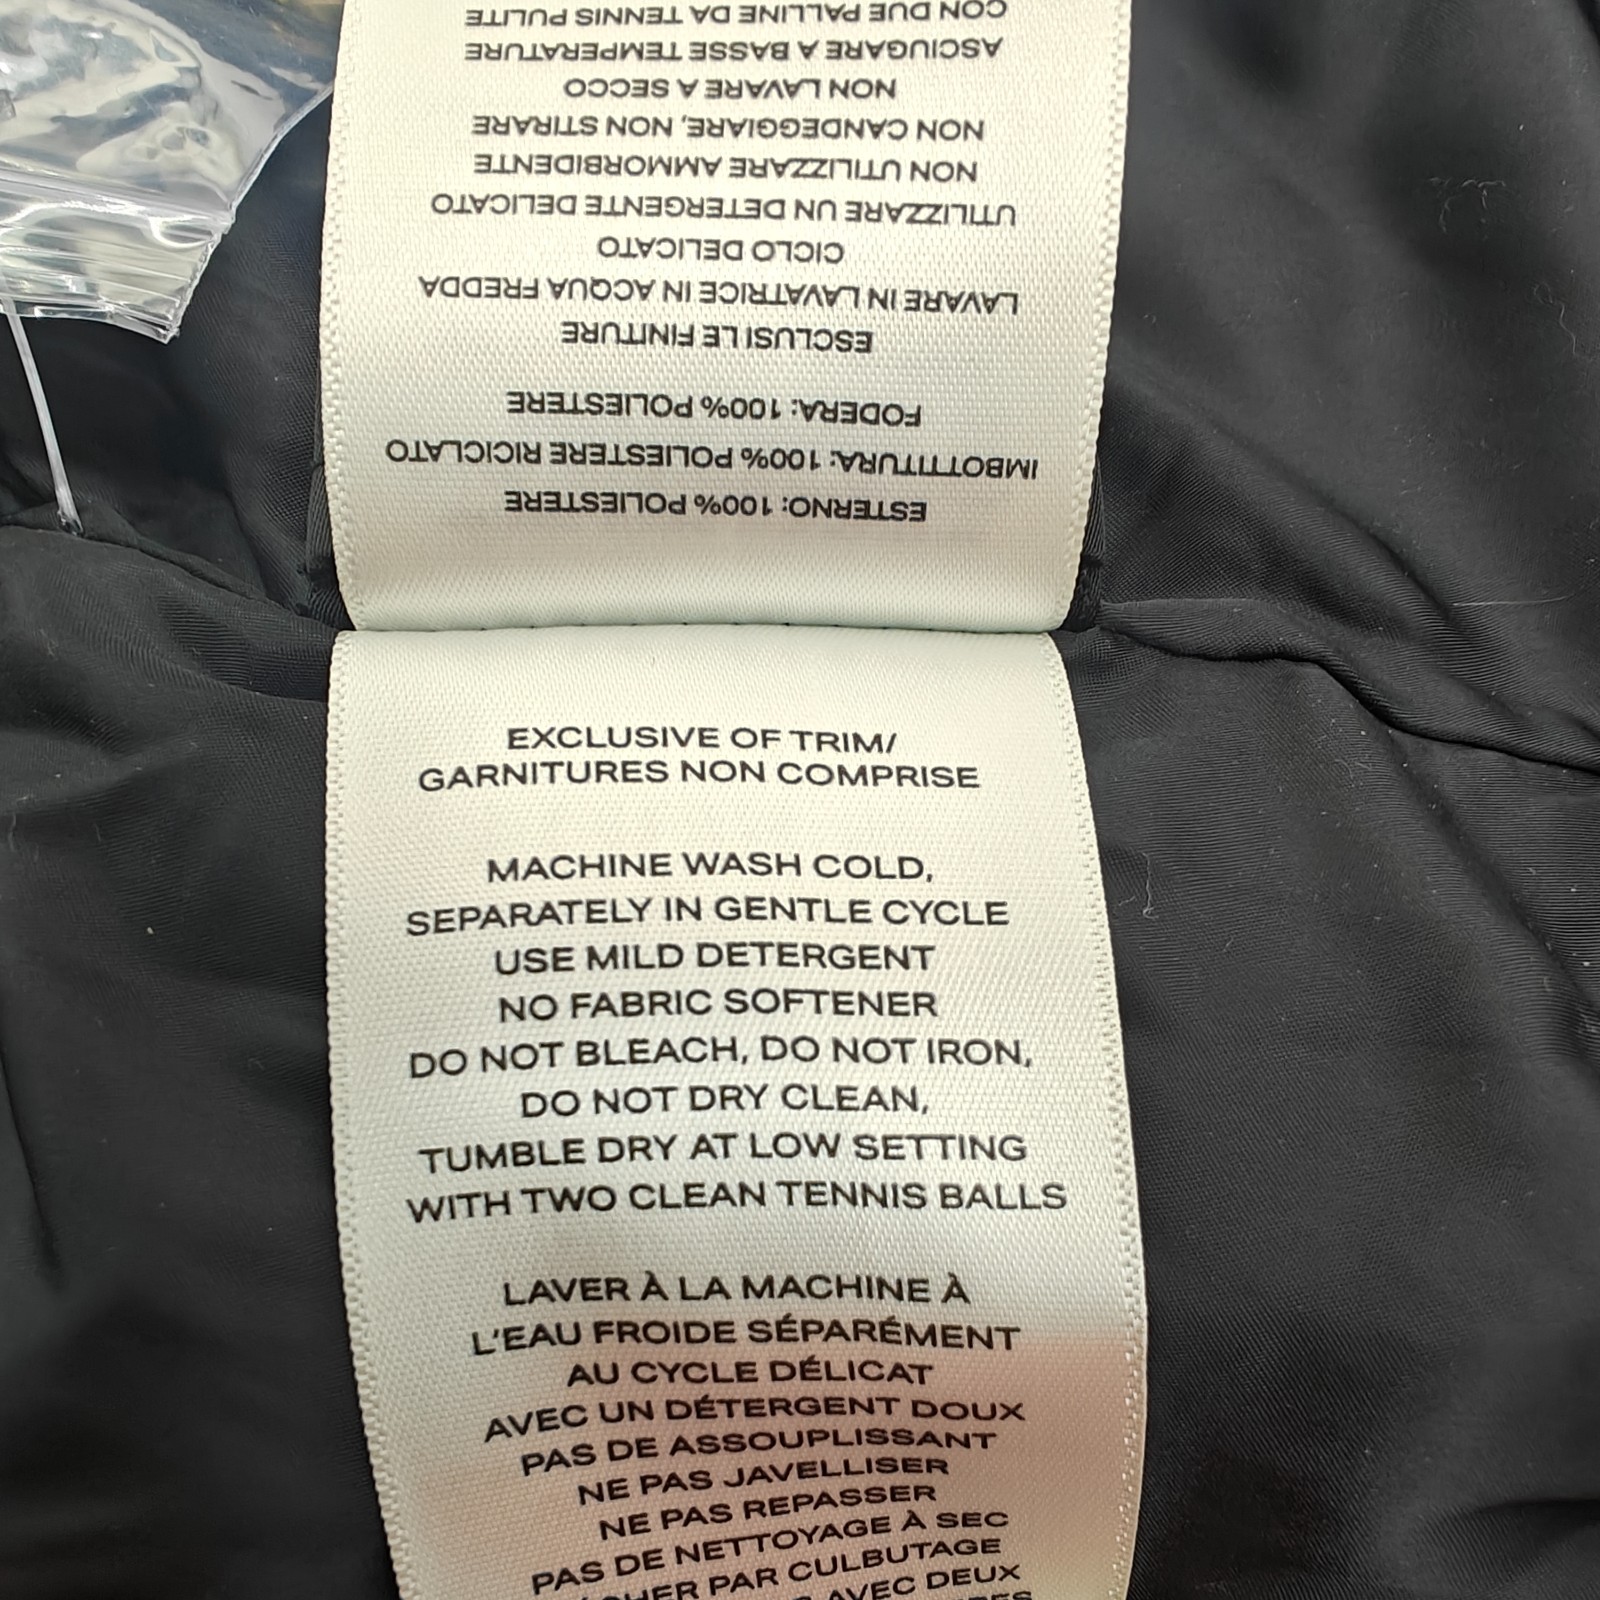 ESTERNO: 100% POLIESTERE
IMBOTTITURA: 100% POLIESTERE RICICLATO
FODERA: 100% POLIESTERE
ESCLUSI LE FINITURE
LAVARE IN LAVATRICE IN ACQUA FREDDA
CICLO DELICATO
UTILIZZARE UN DETERGENTE DELICATO
NON UTILIZZARE AMMORBIDENTE
NON CANDEGGIARE, NON STIRARE
NON LAVARE A SECCO
ASCIUGARE A BASSE TEMPERATURE
CON DUE PALLINE DA TENNIS PULITE
EXCLUSIVE OF TRIM/
GARNITURES NON COMPRISE
MACHINE WASH COLD,
SEPARATELY IN GENTLE CYCLE
USE MILD DETERGENT
NO FABRIC SOFTENER
DO NOT BLEACH, DO NOT IRON,
DO NOT DRY CLEAN,
TUMBLE DRY AT LOW SETTING
WITH TWO CLEAN TENNIS BALLS
LAVER À LA MACHINE À
L'EAU FROIDE SÉPARÉMENT
AU CYCLE DÉLICAT
AVEC UN DÉTERGENT DOUX
PAS DE ASSOUPLISSANT
NE PAS JAVELLISER
NE PAS REPASSER
PAS DE NETTOYAGE À SEC
PAR CULBUTAGE
AVEC DEUX